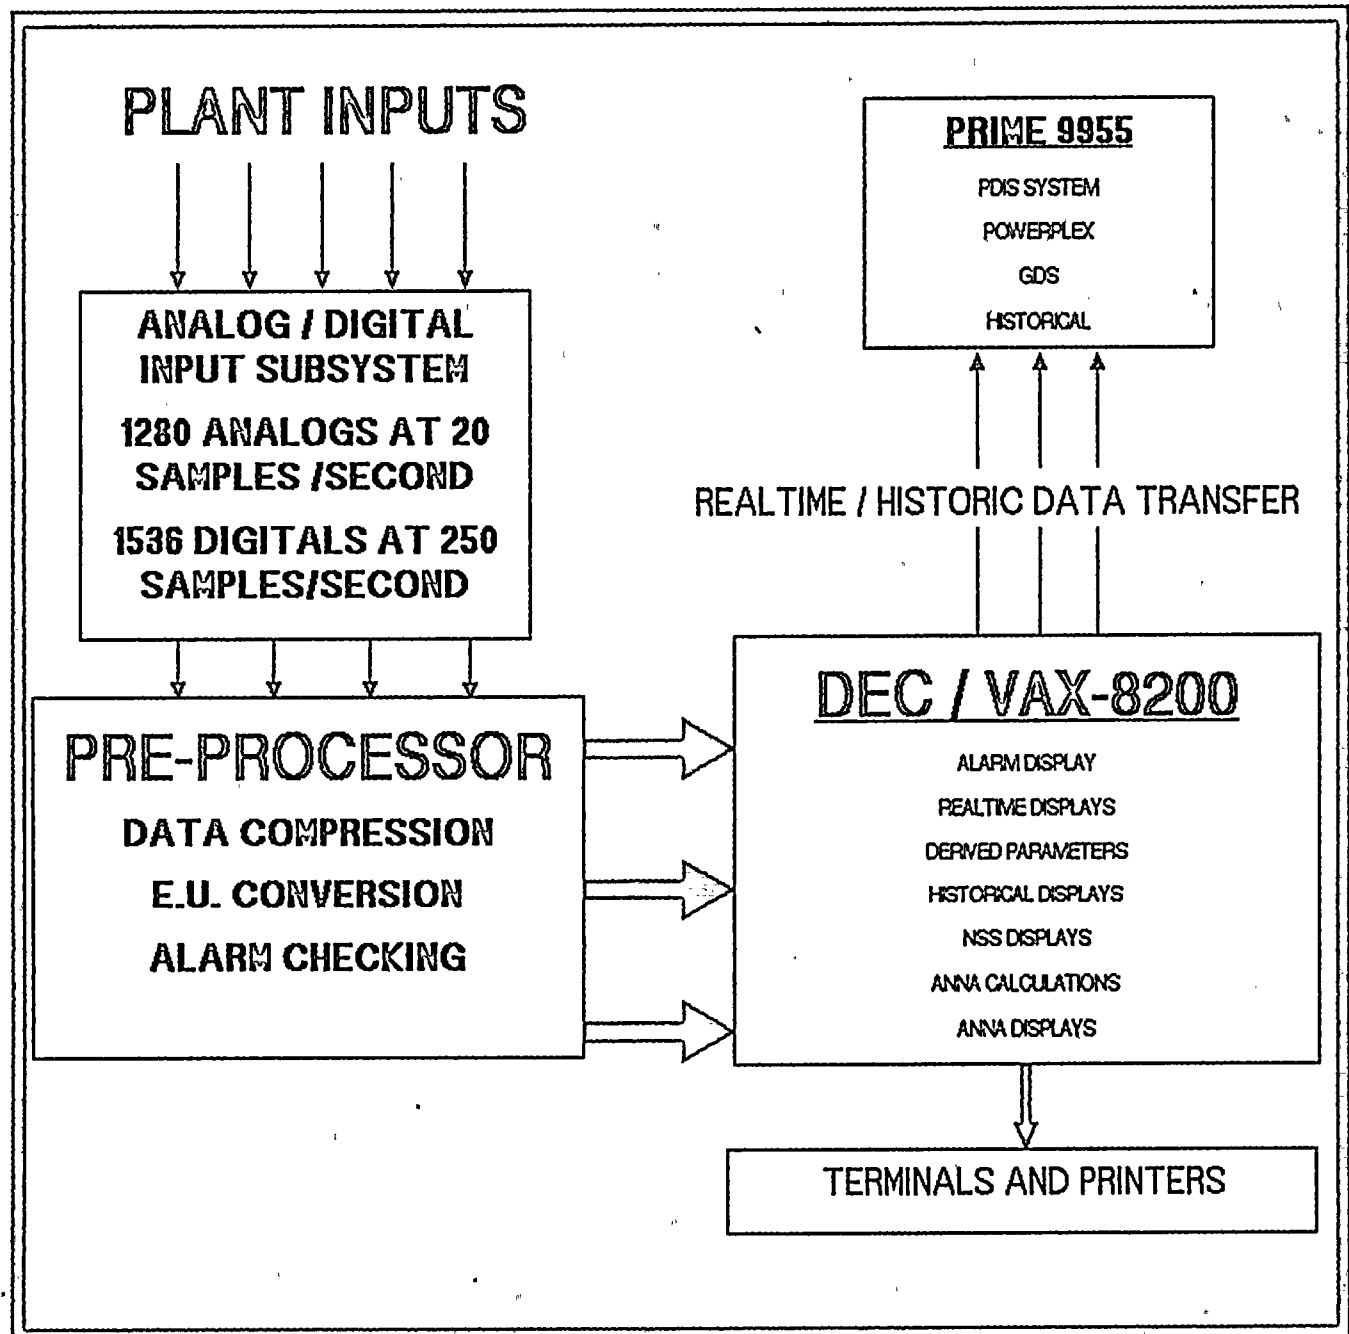 PLANT INPUTS
ANALOG / DIGITAL
INPUT SUBSYSTEM
1280 ANALOGS AT 20
SAMPLES /SECOND
1536 DIGITALS AT 250
SAMPLES/SECOND
PRE-PROCESSOR
DATA COMPRESSION
E.U. CONVERSION
ALARM CHECKING
PRIME 9955
PDIS SYSTEM
POWERPLEX
GDS
HISTORICAL
REALTIME / HISTORIC DATA TRANSFER
DEC / VAX-8200
ALARM DISPLAY
REALTIME DISPLAYS
DERIVED PARAMETERS
HISTORICAL DISPLAYS
NSS DISPLAYS
ANNA CALCULATIONS
ANNA DISPLAYS
TERMINALS AND PRINTERS